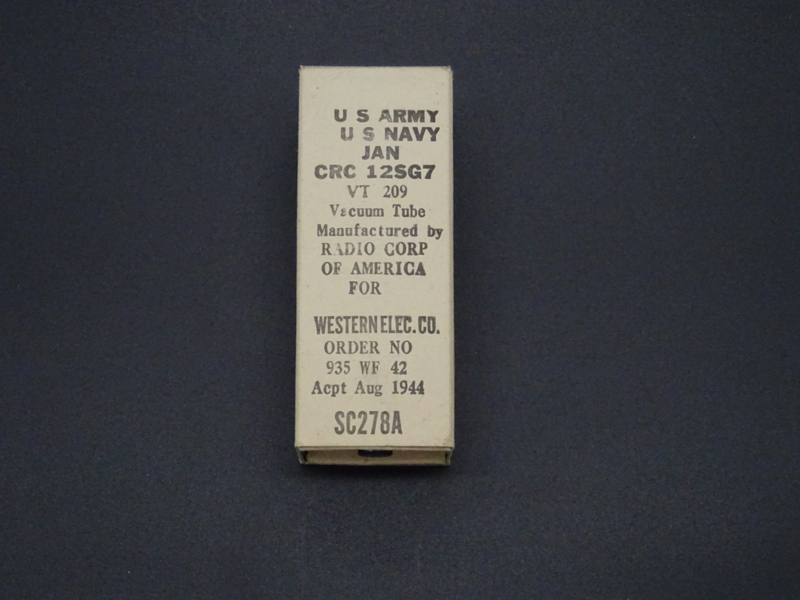 U S ARMY
U S NAVY
JAN
CRC 12SG7
VT 209
Vacuum Tube
Manufactured by
RADIO CORP
OF AMERICA
FOR
WESTERN ELEC. CO.
ORDER NO
935 WF 42
Acpt Aug 1944
SC278A